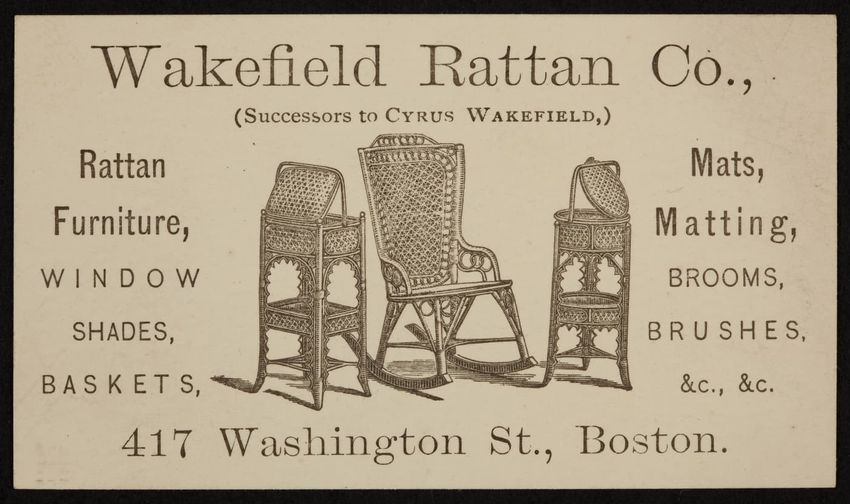 Wakefield Rattan Co.,
(Successors to CYRUS WAKEFIELD,)
Rattan
Furniture,
WINDOW
SHADES,
BASKETS,
Mats,
Matting,
BROOMS,
BRUSHES,
&c., &c.
417 Washington St., Boston.